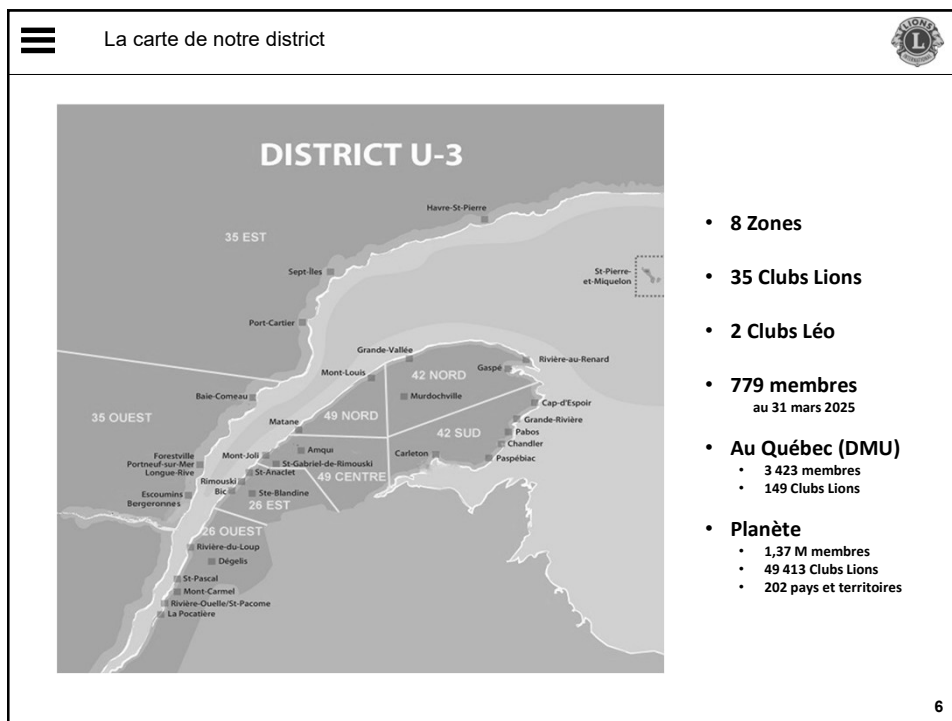 La carte de notre district
LIONS
L
INTERNATIONAL
DISTRICT U-3
Havre-St-Pierre
35 EST
Sept-Îles
St-Pierre-
et-Miquelon
Port-Cartier
Grande-Vallée
Rivière-au-Renard
Mont-Louis
42 NORD
Gaspé
Baie-Comeau
Murdochville
Cap-d'Espoir
35 OUEST
49 NORD
Grande-Rivière
Matane
42 SUD
Pabos
Chandler
Amqui
Mont-Joli
Carleton
Paspébiac
Forestville
Portneuf-sur-Mer
Longue-Rive
St-Gabriel-de-Rimouski
St-Anaclet
49 CENTRE
Rimouski
Bic
Ste-Blandine
Escoumins
Bergeronnes
26 EST
26 OUEST
Rivière-du-Loup
Dégelis
St-Pascal
Mont-Carmel
Rivière-Ouelle/St-Pacome
La Pocatière
• 8 Zones
• 35 Clubs Lions
• 2 Clubs Léo
• 779 membres
au 31 mars 2025
• Au Québec (DMU)
• 3 423 membres
• 149 Clubs Lions
• Planète
• 1,37 M membres
• 49 413 Clubs Lions
• 202 pays et territoires
6